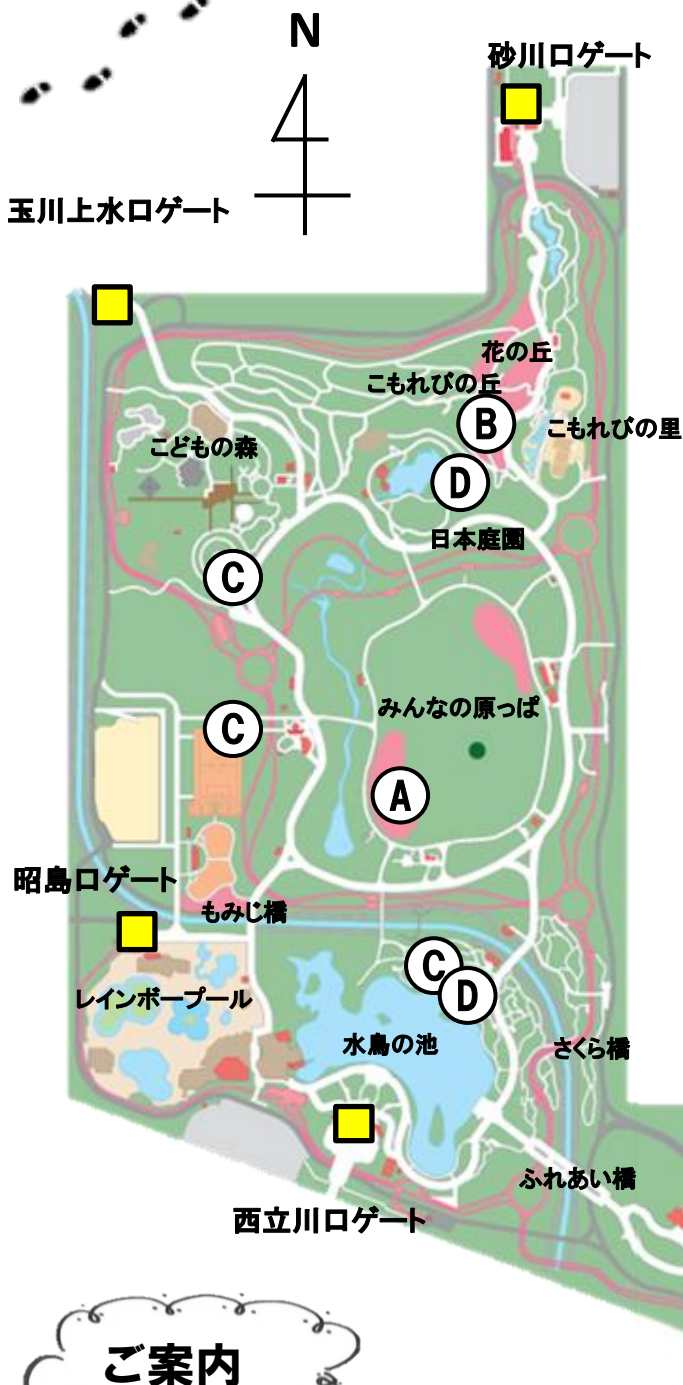 N
砂川口ゲート
玉川上水口ゲート
花の丘
こもれびの丘
B
こもれびの里
こどもの森
D
日本庭園
C
みんなの原っぱ
C
A
昭島口ゲート
もみじ橋
C
D
レインボープール
水鳥の池
さくら橋
ふれあい橋
西立川口ゲート
ご案内